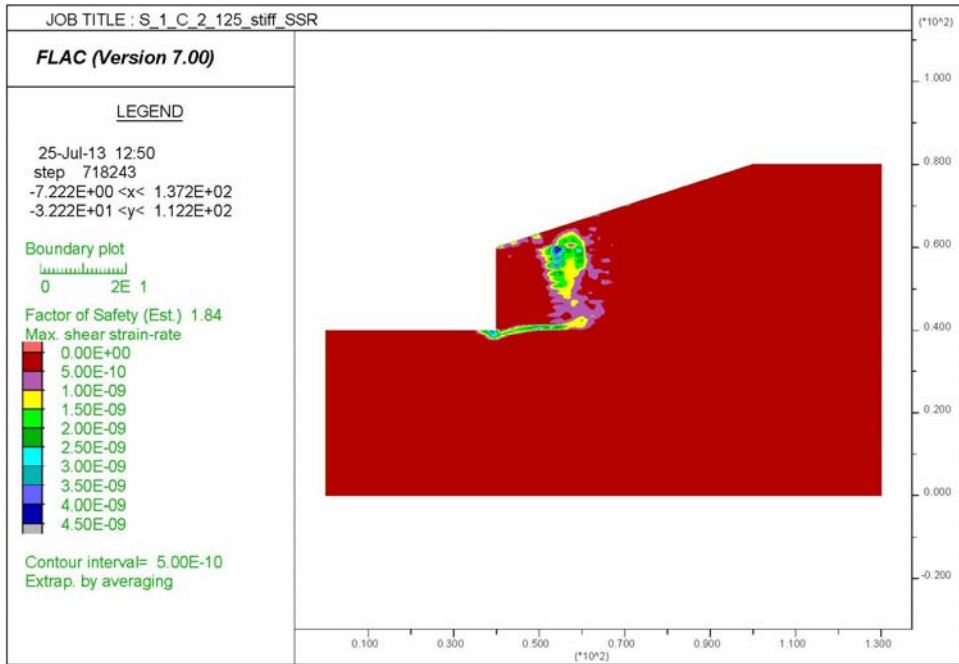 JOB TITLE : S_1_C_2_125_stiff_SSR
FLAC (Version 7.00)
LEGEND
25-Jul-13 12:50
step 718243
-7.222E+00 <x< 1.372E+02
-3.222E+01 <y< 1.122E+02
Boundary plot
0 2E 1
Factor of Safety (Est.) 1.84
Max. shear strain-rate
0.00E+00
5.00E-10
1.00E-09
1.50E-09
2.00E-09
2.50E-09
3.00E-09
3.50E-09
4.00E-09
4.50E-09
Contour interval= 5.00E-10
Extrap. by averaging
(*10^2)
1.000
0.800
0.600
0.400
0.200
0.000
-0.200
0.100 0.300 0.500 0.700 0.900 1.100 1.300
(*10^2)